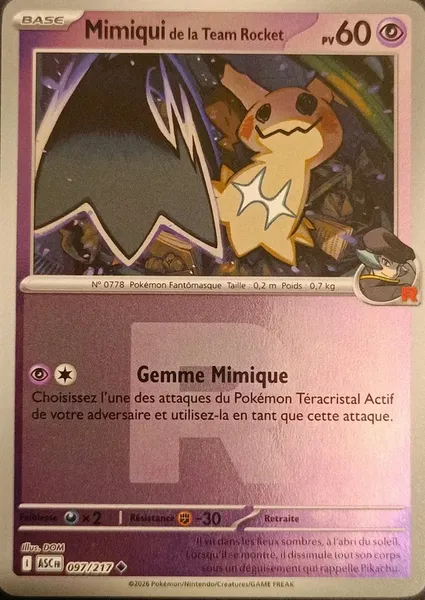 BASE
Mimiqui de la Team Rocket
PV 60
N° 0778 Pokémon Fantômasque Taille : 0,2 m Poids : 0,7 kg
R
R
Gemme Mimique
Choisissez l'une des attaques du Pokémon Téracristal Actif
de votre adversaire et utilisez-la en tant que cette attaque.
Faiblesse ×2 Résistance -30 Retraite
Illus. DOM
I ASC FR 097/217
Il vit dans les lieux sombres, à l'abri du soleil.
Lorsqu'il se montre, il dissimule tout son corps
sous un déguisement qui rappelle Pikachu.
©2026 Pokémon/Nintendo/Creatures/GAME FREAK